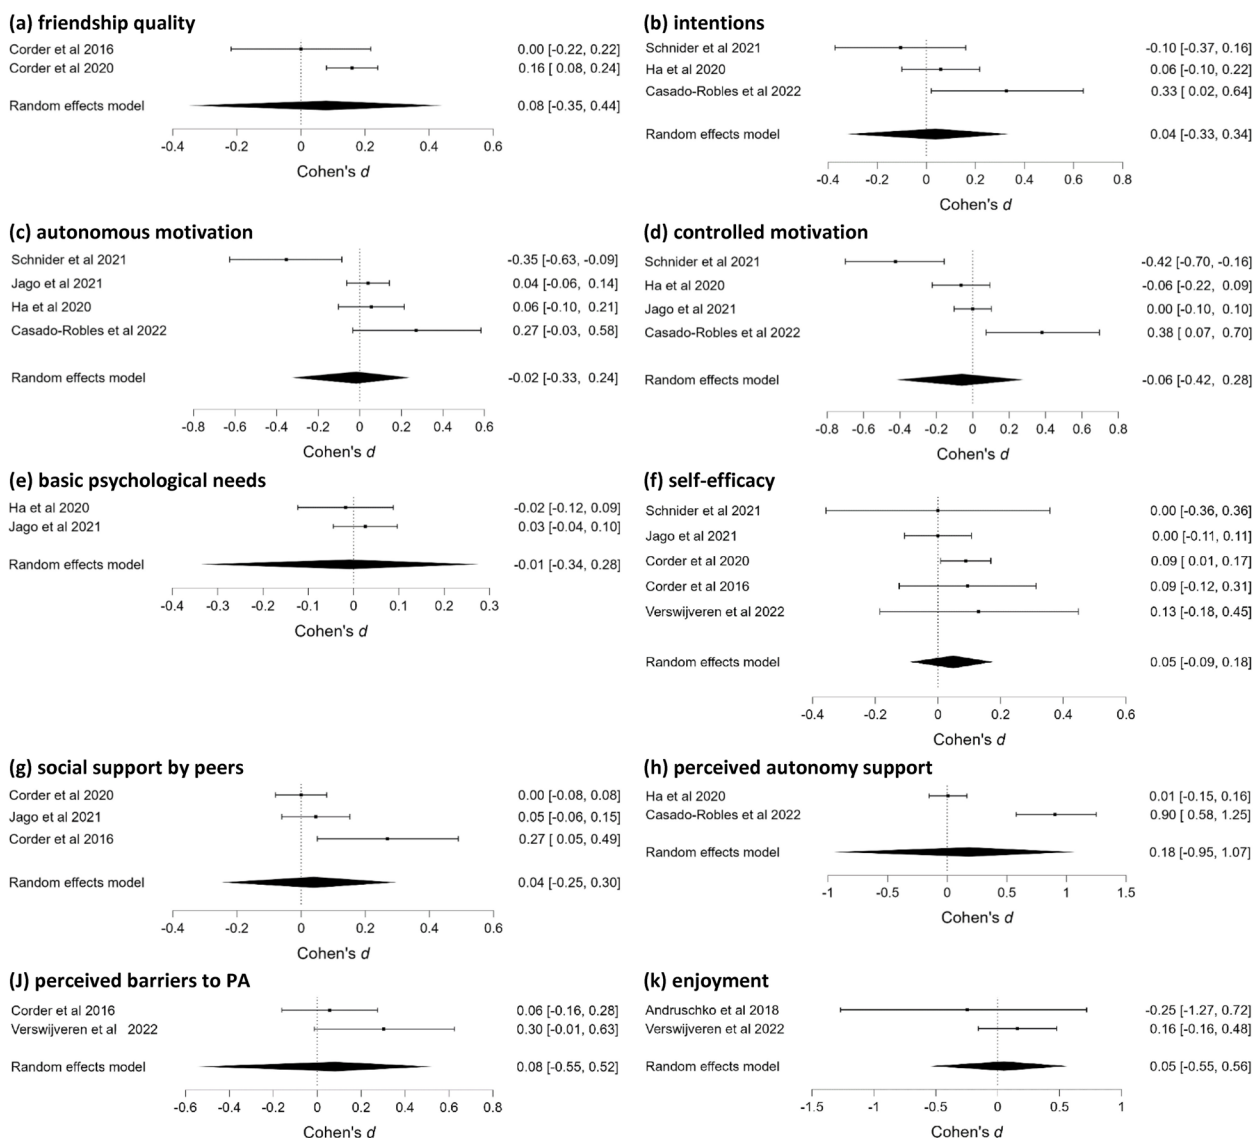 (a) friendship quality
Corder et al 2016 0.00 [-0.22, 0.22]
Corder et al 2020 0.16 [ 0.08, 0.24]
Random effects model 0.08 [-0.35, 0.44]
-0.4 -0.2 0 0.2 0.4 0.6
Cohen's d
(b) intentions
Schnider et al 2021 -0.10 [-0.37, 0.16]
Ha et al 2020 0.06 [-0.10, 0.22]
Casado-Robles et al 2022 0.33 [ 0.02, 0.64]
Random effects model 0.04 [-0.33, 0.34]
-0.4 -0.2 0 0.2 0.4 0.6 0.8
Cohen's d
(c) autonomous motivation
Schnider et al 2021 -0.35 [-0.63, -0.09]
Jago et al 2021 0.04 [-0.06, 0.14]
Ha et al 2020 0.06 [-0.10, 0.21]
Casado-Robles et al 2022 0.27 [-0.03, 0.58]
Random effects model -0.02 [-0.33, 0.24]
-0.8 -0.6 -0.4 -0.2 0 0.2 0.4 0.6
Cohen's d
(d) controlled motivation
Schnider et al 2021 -0.42 [-0.70, -0.16]
Ha et al 2020 -0.06 [-0.22, 0.09]
Jago et al 2021 0.00 [-0.10, 0.10]
Casado-Robles et al 2022 0.38 [ 0.07, 0.70]
Random effects model -0.06 [-0.42, 0.28]
-0.8 -0.6 -0.4 -0.2 0 0.2 0.4 0.6 0.8
Cohen's d
(e) basic psychological needs
Ha et al 2020 -0.02 [-0.12, 0.09]
Jago et al 2021 0.03 [-0.04, 0.10]
Random effects model -0.01 [-0.34, 0.28]
-0.4 -0.2 -0.2 -0.1 0 0.1 0.2 0.3
Cohen's d
(f) self-efficacy
Schnider et al 2021 0.00 [-0.36, 0.36]
Jago et al 2021 0.00 [-0.11, 0.11]
Corder et al 2020 0.09 [ 0.01, 0.17]
Corder et al 2016 0.09 [-0.12, 0.31]
Verswijveren et al 2022 0.13 [-0.18, 0.45]
Random effects model 0.05 [-0.09, 0.18]
-0.4 -0.2 0 0.2 0.4 0.6
Cohen's d
(g) social support by peers
Corder et al 2020 0.00 [-0.08, 0.08]
Jago et al 2021 0.05 [-0.06, 0.15]
Corder et al 2016 0.27 [ 0.05, 0.49]
Random effects model 0.04 [-0.25, 0.30]
-0.4 -0.2 0 0.2 0.4 0.6
Cohen's d
(h) perceived autonomy support
Ha et al 2020 0.01 [-0.15, 0.16]
Casado-Robles et al 2022 0.90 [ 0.58, 1.25]
Random effects model 0.18 [-0.95, 1.07]
-1 -0.5 0 0.5 1 1.5
Cohen's d
(J) perceived barriers to PA
Corder et al 2016 0.06 [-0.16, 0.28]
Verswijveren et al 2022 0.30 [-0.01, 0.63]
Random effects model 0.08 [-0.55, 0.52]
-0.6 -0.4 -0.2 0 0.2 0.4 0.6 0.8
Cohen's d
(k) enjoyment
Andruschko et al 2018 -0.25 [-1.27, 0.72]
Verswijveren et al 2022 0.16 [-0.16, 0.48]
Random effects model 0.05 [-0.55, 0.56]
-1.5 -1 -0.5 0 0.5 1
Cohen's d